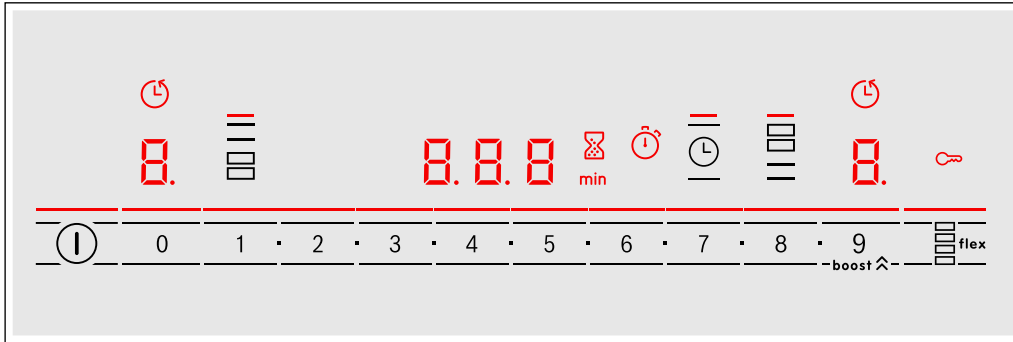 8. 8.8.8 8.
min
0 1 · 2 · 3 · 4 · 5 · 6 · 7 · 8 · 9 flex
boost